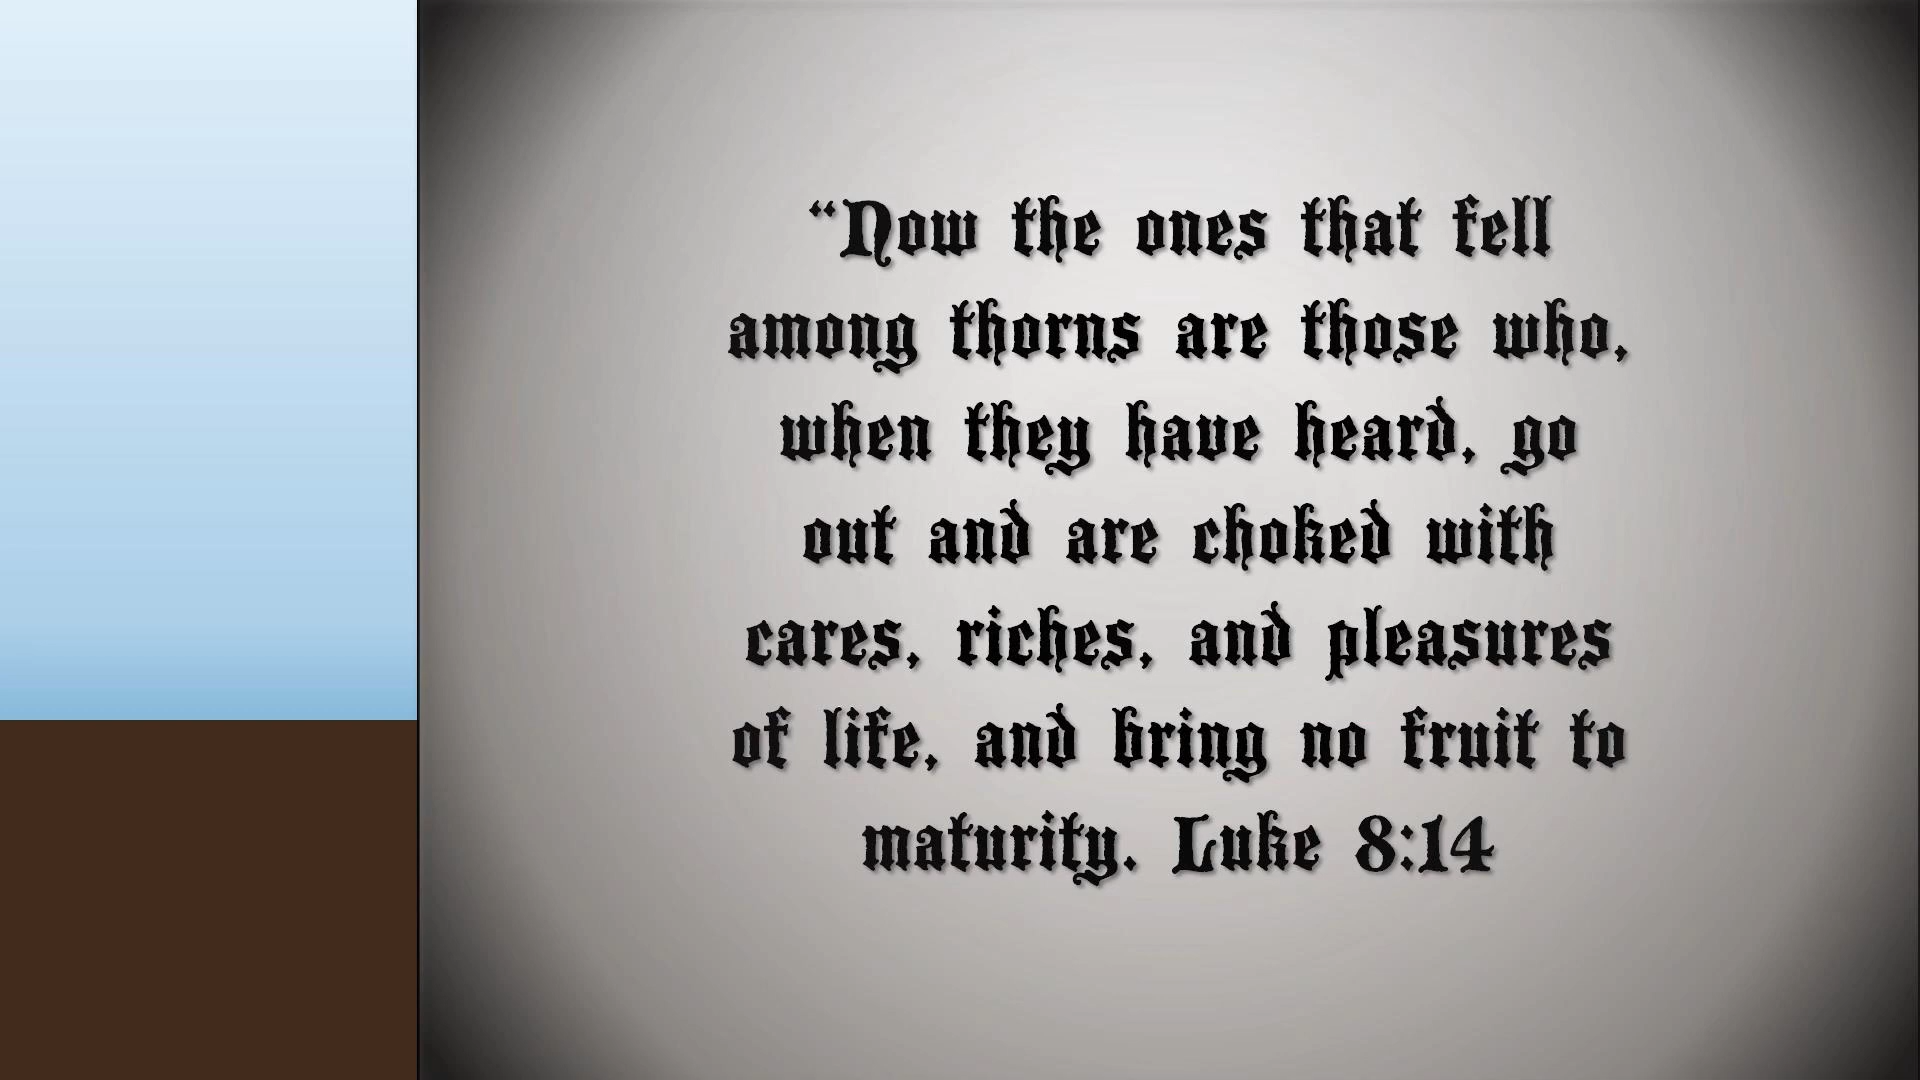 “Now the ones that fell
among thorns are those who,
when they have heard, go
out and are choked with
cares, riches, and pleasures
of life, and bring no fruit to
maturity. Luke 8:14